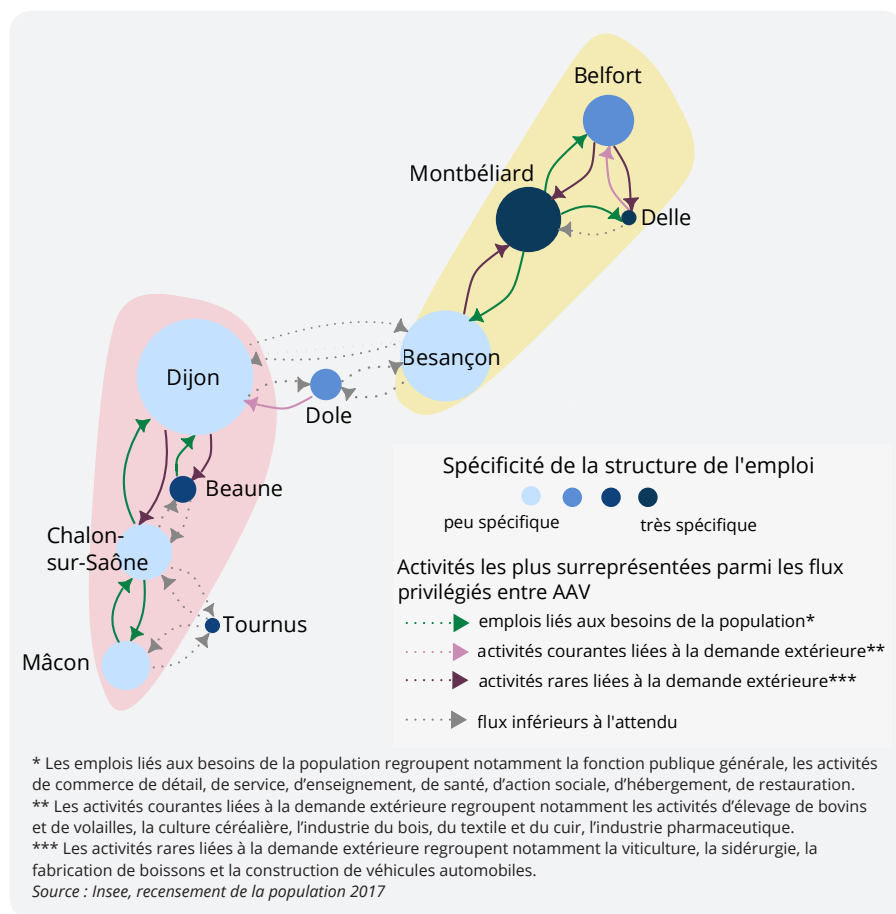 Belfort
Montbéliard
Delle
Besançon
Dijon
Dole
Beaune
Chalon-
sur-Saône
Tournus
Mâcon
Spécificité de la structure de l'emploi
peu spécifique
très spécifique
Activités les plus surreprésentées parmi les flux
privilégiés entre AAV
emplois liés aux besoins de la population*
activités courantes liées à la demande extérieure**
activités rares liées à la demande extérieure***
flux inférieurs à l'attendu
* Les emplois liés aux besoins de la population regroupent notamment la fonction publique générale, les activités
de commerce de détail, de service, d’enseignement, de santé, d’action sociale, d’hébergement, de restauration.
** Les activités courantes liées à la demande extérieure regroupent notamment les activités d’élevage de bovins
et de volailles, la culture céréalière, l’industrie du bois, du textile et du cuir, l’industrie pharmaceutique.
*** Les activités rares liées à la demande extérieure regroupent notamment la viticulture, la sidérurgie, la
fabrication de boissons et la construction de véhicules automobiles.
Source : Insee, recensement de la population 2017